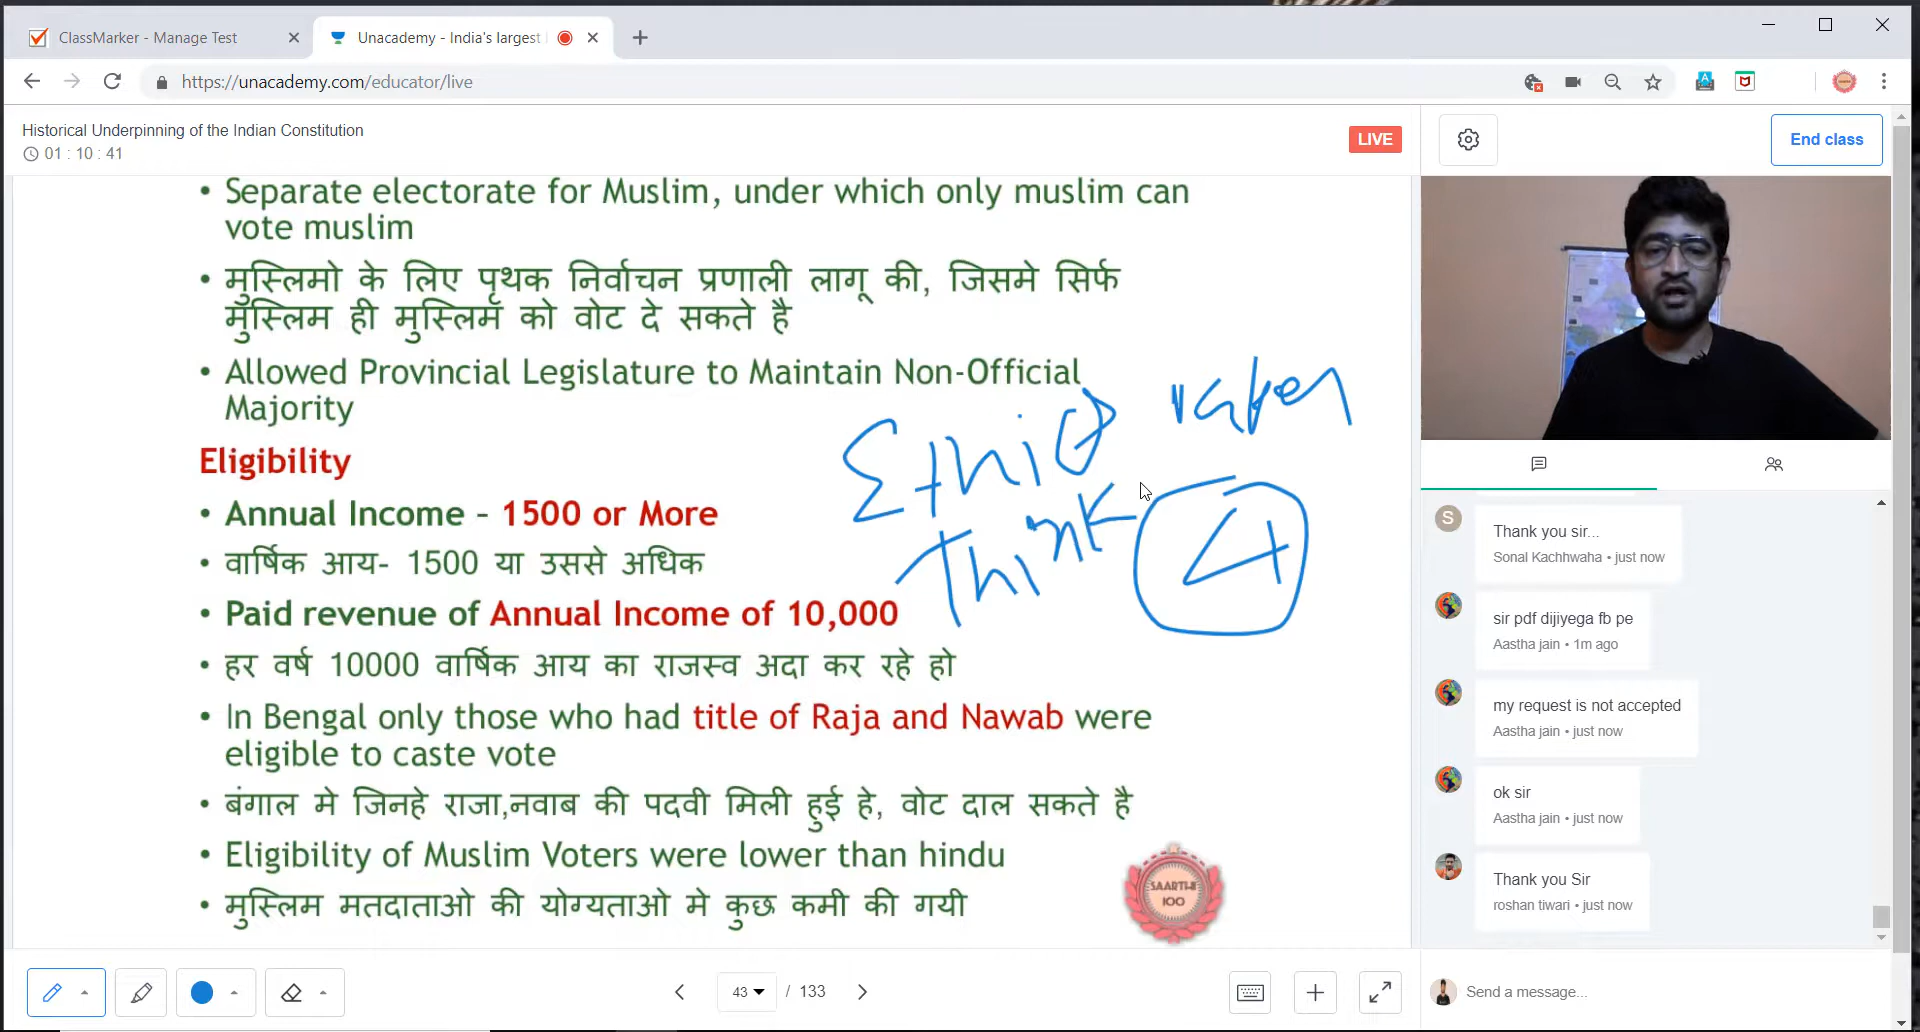 ClassMarker - Manage Test
Unacademy - India's largest
https://unacademy.com/educator/live
Historical Underpinning of the Indian Constitution
01 : 10 : 41
LIVE
End class
• Separate electorate for Muslim, under which only muslim can
vote muslim
• मुस्लिमो के लिए पृथक निर्वाचन प्रणाली लागू की, जिसमे सिर्फ
मुस्लिम ही मुस्लिम को वोट दे सकते है
• Allowed Provincial Legislature to Maintain Non-Official
Majority
Eligibility
• Annual Income – 1500 or More
• वार्षिक आय- 1500 या उससे अधिक
• Paid revenue of Annual Income of 10,000
• हर वर्ष 10000 वार्षिक आय का राजस्व अदा कर रहे हो
• In Bengal only those who had title of Raja and Nawab were
eligible to caste vote
• बंगाल मे जिनहे राजा,नवाब की पदवी मिली हुई हे, वोट दाल सकते है
• Eligibility of Muslim Voters were lower than hindu
• मुस्लिम मतदाताओ की योग्यताओ मे कुछ कमी की गयी
Think 4
SAARTHI
100
43 / 133
S
Thank you sir...
Sonal Kachhwaha • just now
sir pdf dijiyega fb pe
Aastha jain • 1m ago
my request is not accepted
Aastha jain • just now
ok sir
Aastha jain • just now
Thank you Sir
roshan tiwari • just now
Send a message...